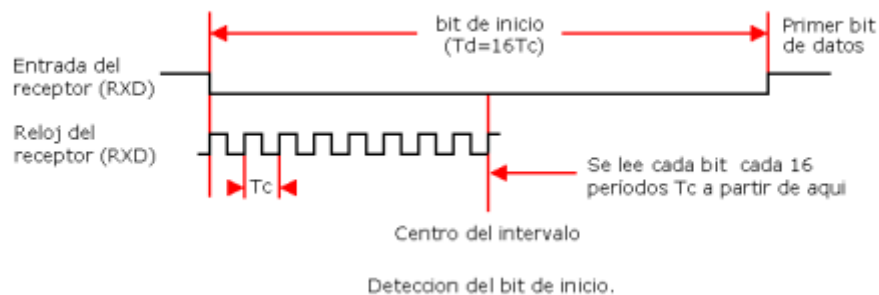 bit de inicio
(Td=16Tc)
Primer bit
de datos
Entrada del
receptor (RXD)
Reloj del
receptor (RXD)
Tc
Se lee cada bit cada 16
períodos Tc a partir de aqui
Centro del intervalo
Deteccion del bit de inicio.